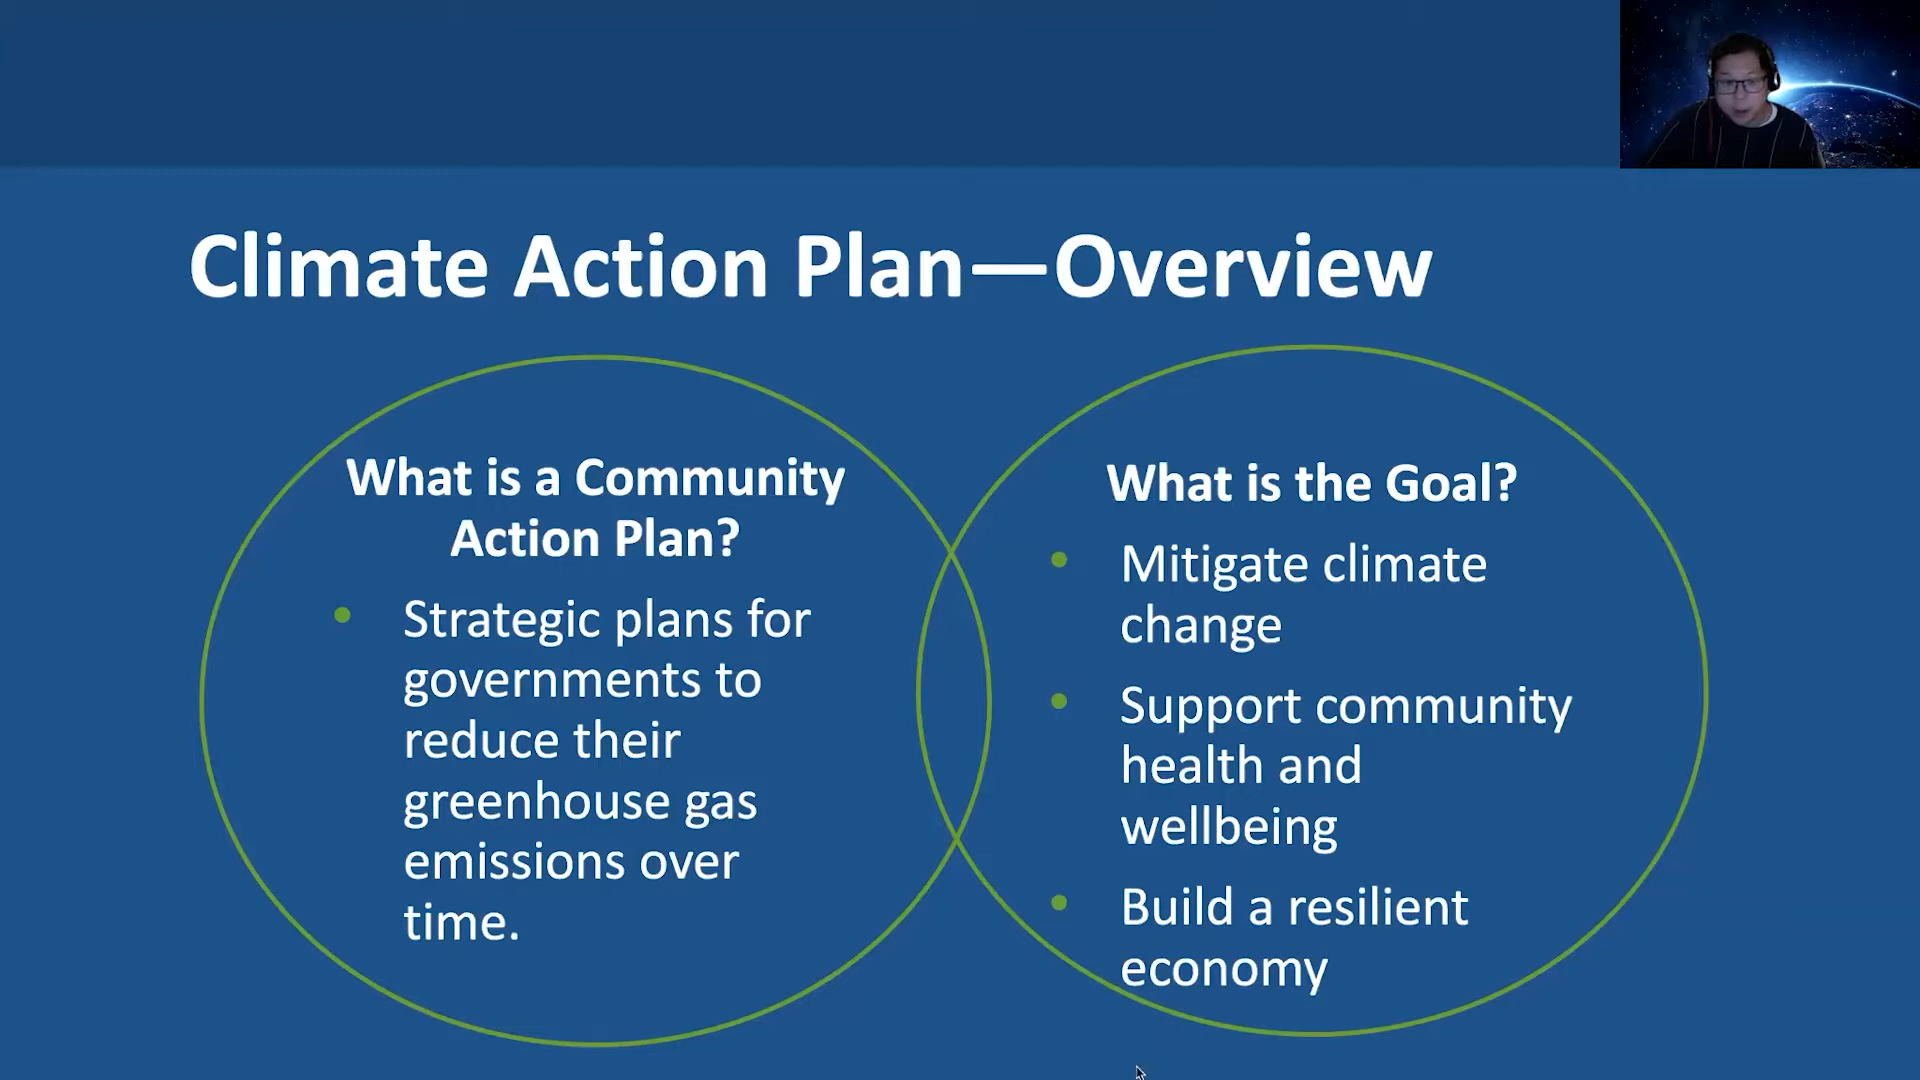 Climate Action Plan—Overview
What is a Community
Action Plan?
• Strategic plans for
governments to
reduce their
greenhouse gas
emissions over
time.
What is the Goal?
• Mitigate climate
change
• Support community
health and
wellbeing
• Build a resilient
economy